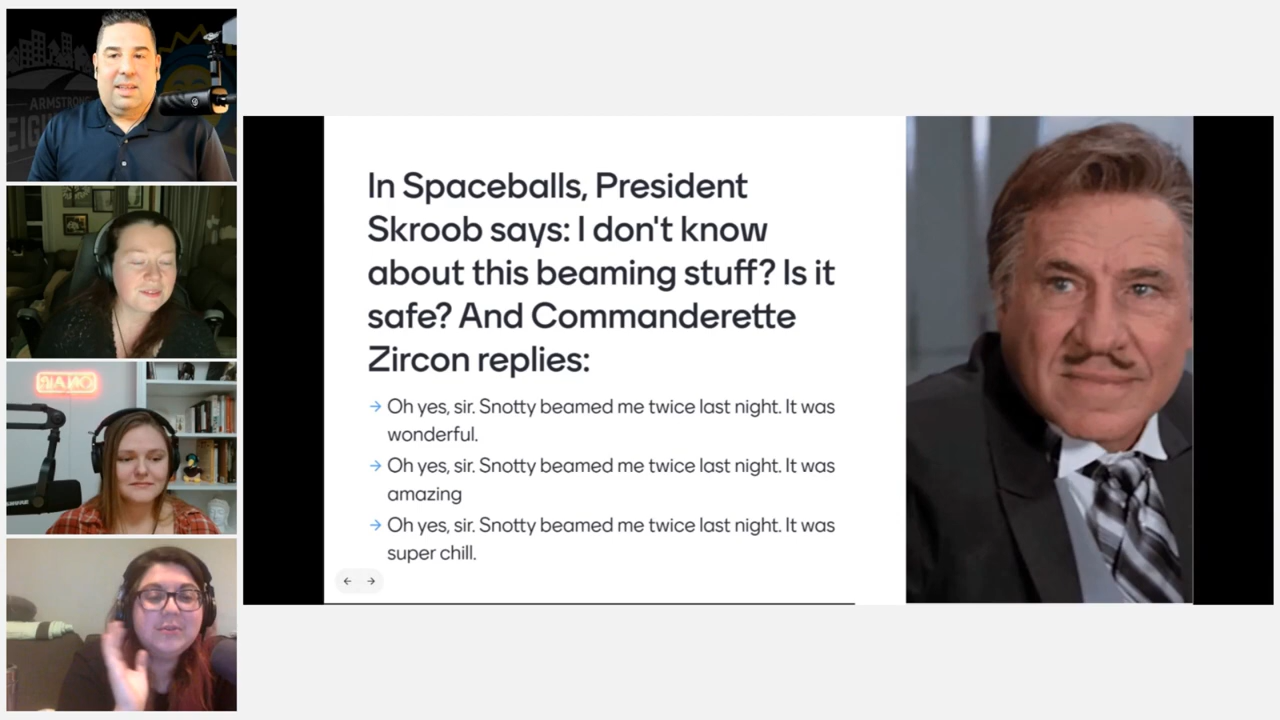 ARMSTRONG
In Spaceballs, President
Skroob says: I don't know
about this beaming stuff? Is it
safe? And Commanderette
Zircon replies:
→ Oh yes, sir. Snotty beamed me twice last night. It was
wonderful.
→ Oh yes, sir. Snotty beamed me twice last night. It was
amazing
→ Oh yes, sir. Snotty beamed me twice last night. It was
super chill.
← →
ON AIR